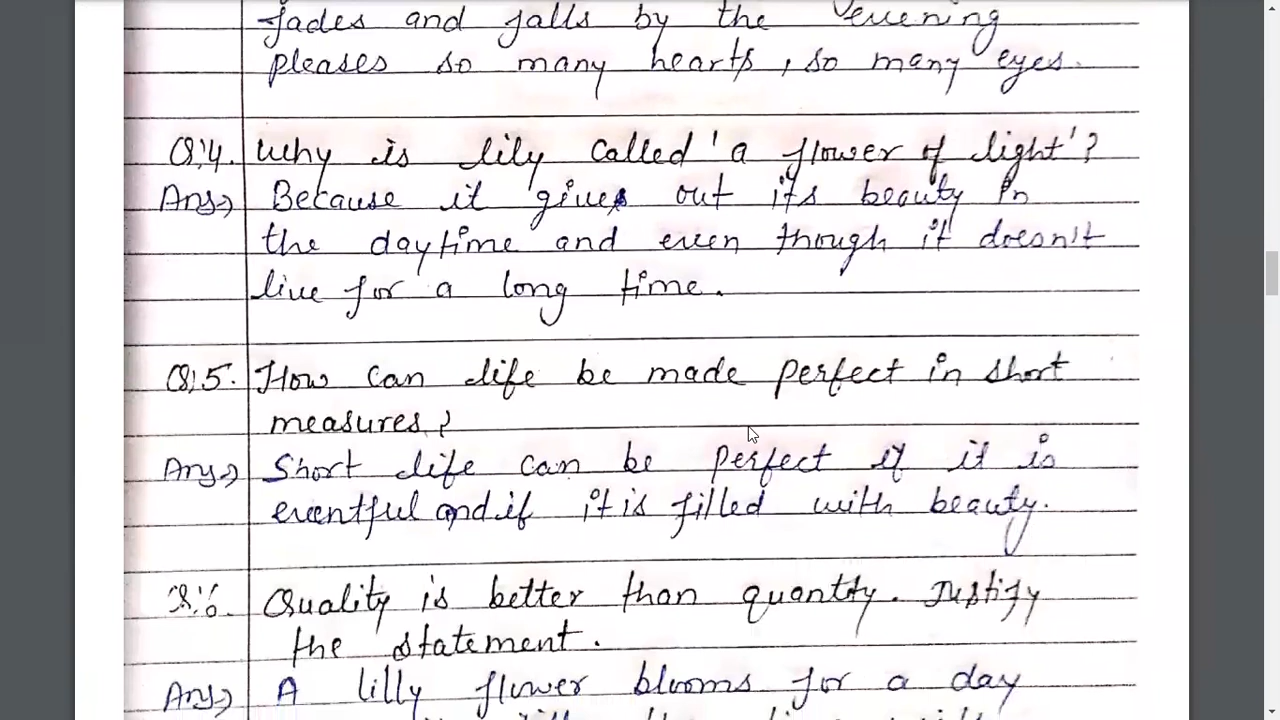 fades and falls by the evening
pleases so many hearts, so many eyes.
Q.4. Why is lily called 'a flower of light'?
Ans→ Because it gives out its beauty in
the daytime and even though it doesn't
live for a long time.
Q.5. How can life be made perfect in short
measures?
Ans→ Short life can be perfect if it is
eventful and if it is filled with beauty.
Q.6. Quality is better than quantity. Justify
the statement.
Ans→ A lilly flower blooms for a day